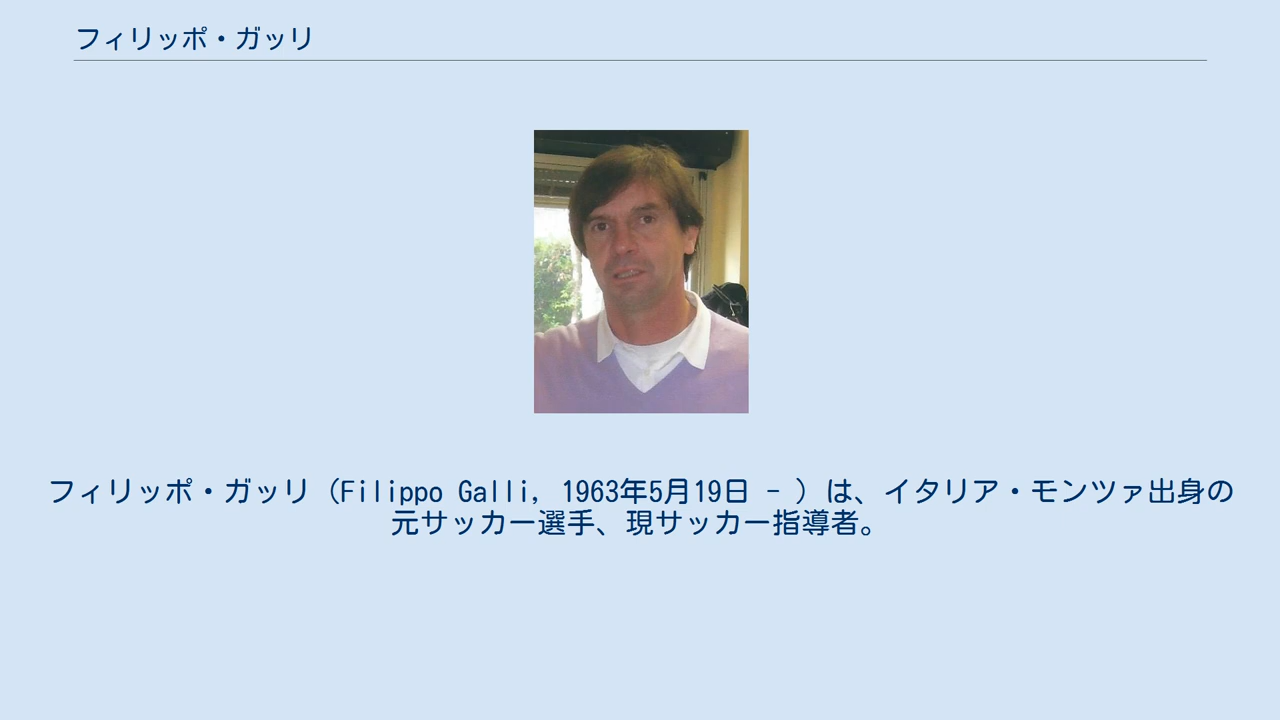 フィリッポ・ガッリ
フィリッポ・ガッリ（Filippo Galli, 1963年5月19日 - ）は、イタリア・モンツァ出身の
元サッカー選手、現サッカー指導者。